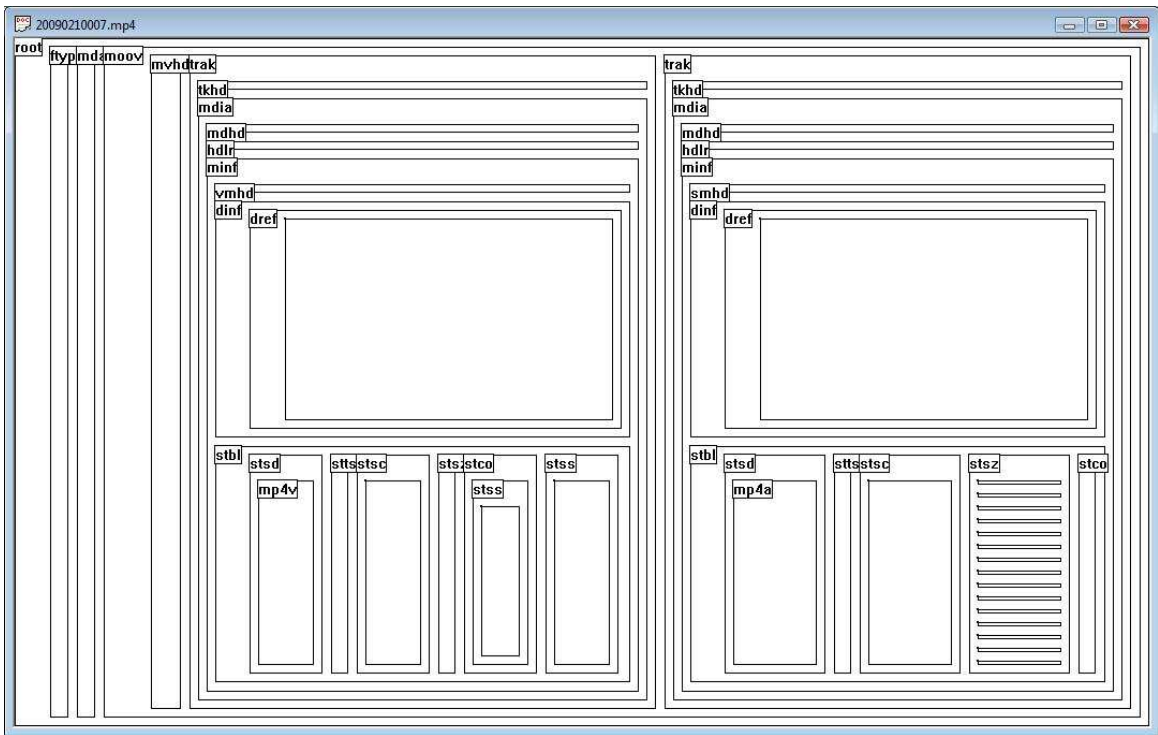 20090210007.mp4
root
ftyp
mda
moov
mvhd
trak
tkhd
mdia
mdhd
hdlr
minf
vmhd
dinf
dref
stbl
stsd
mp4v
stts
stsc
stsz
stco
stss
stss
trak
tkhd
mdia
mdhd
hdlr
minf
smhd
dinf
dref
stbl
stsd
mp4a
stts
stsc
stsz
stco